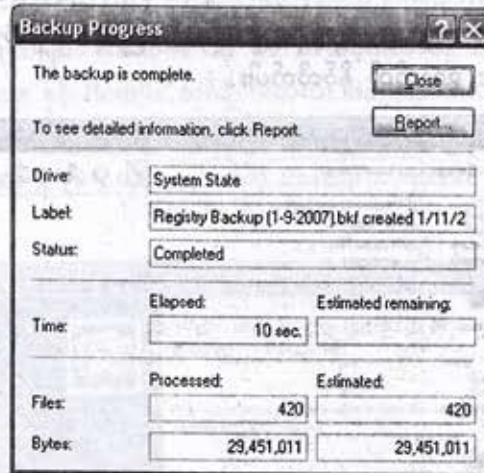 Backup Progress
The backup is complete.
Close
To see detailed information, click Report.
Report...
Drive: System State
Label: Registry Backup (1-9-2007).bkf created 1/11/2
Status: Completed
Elapsed: Estimated remaining:
Time: 10 sec.
Processed: Estimated:
Files: 420 420
Bytes: 29,451,011 29,451,011